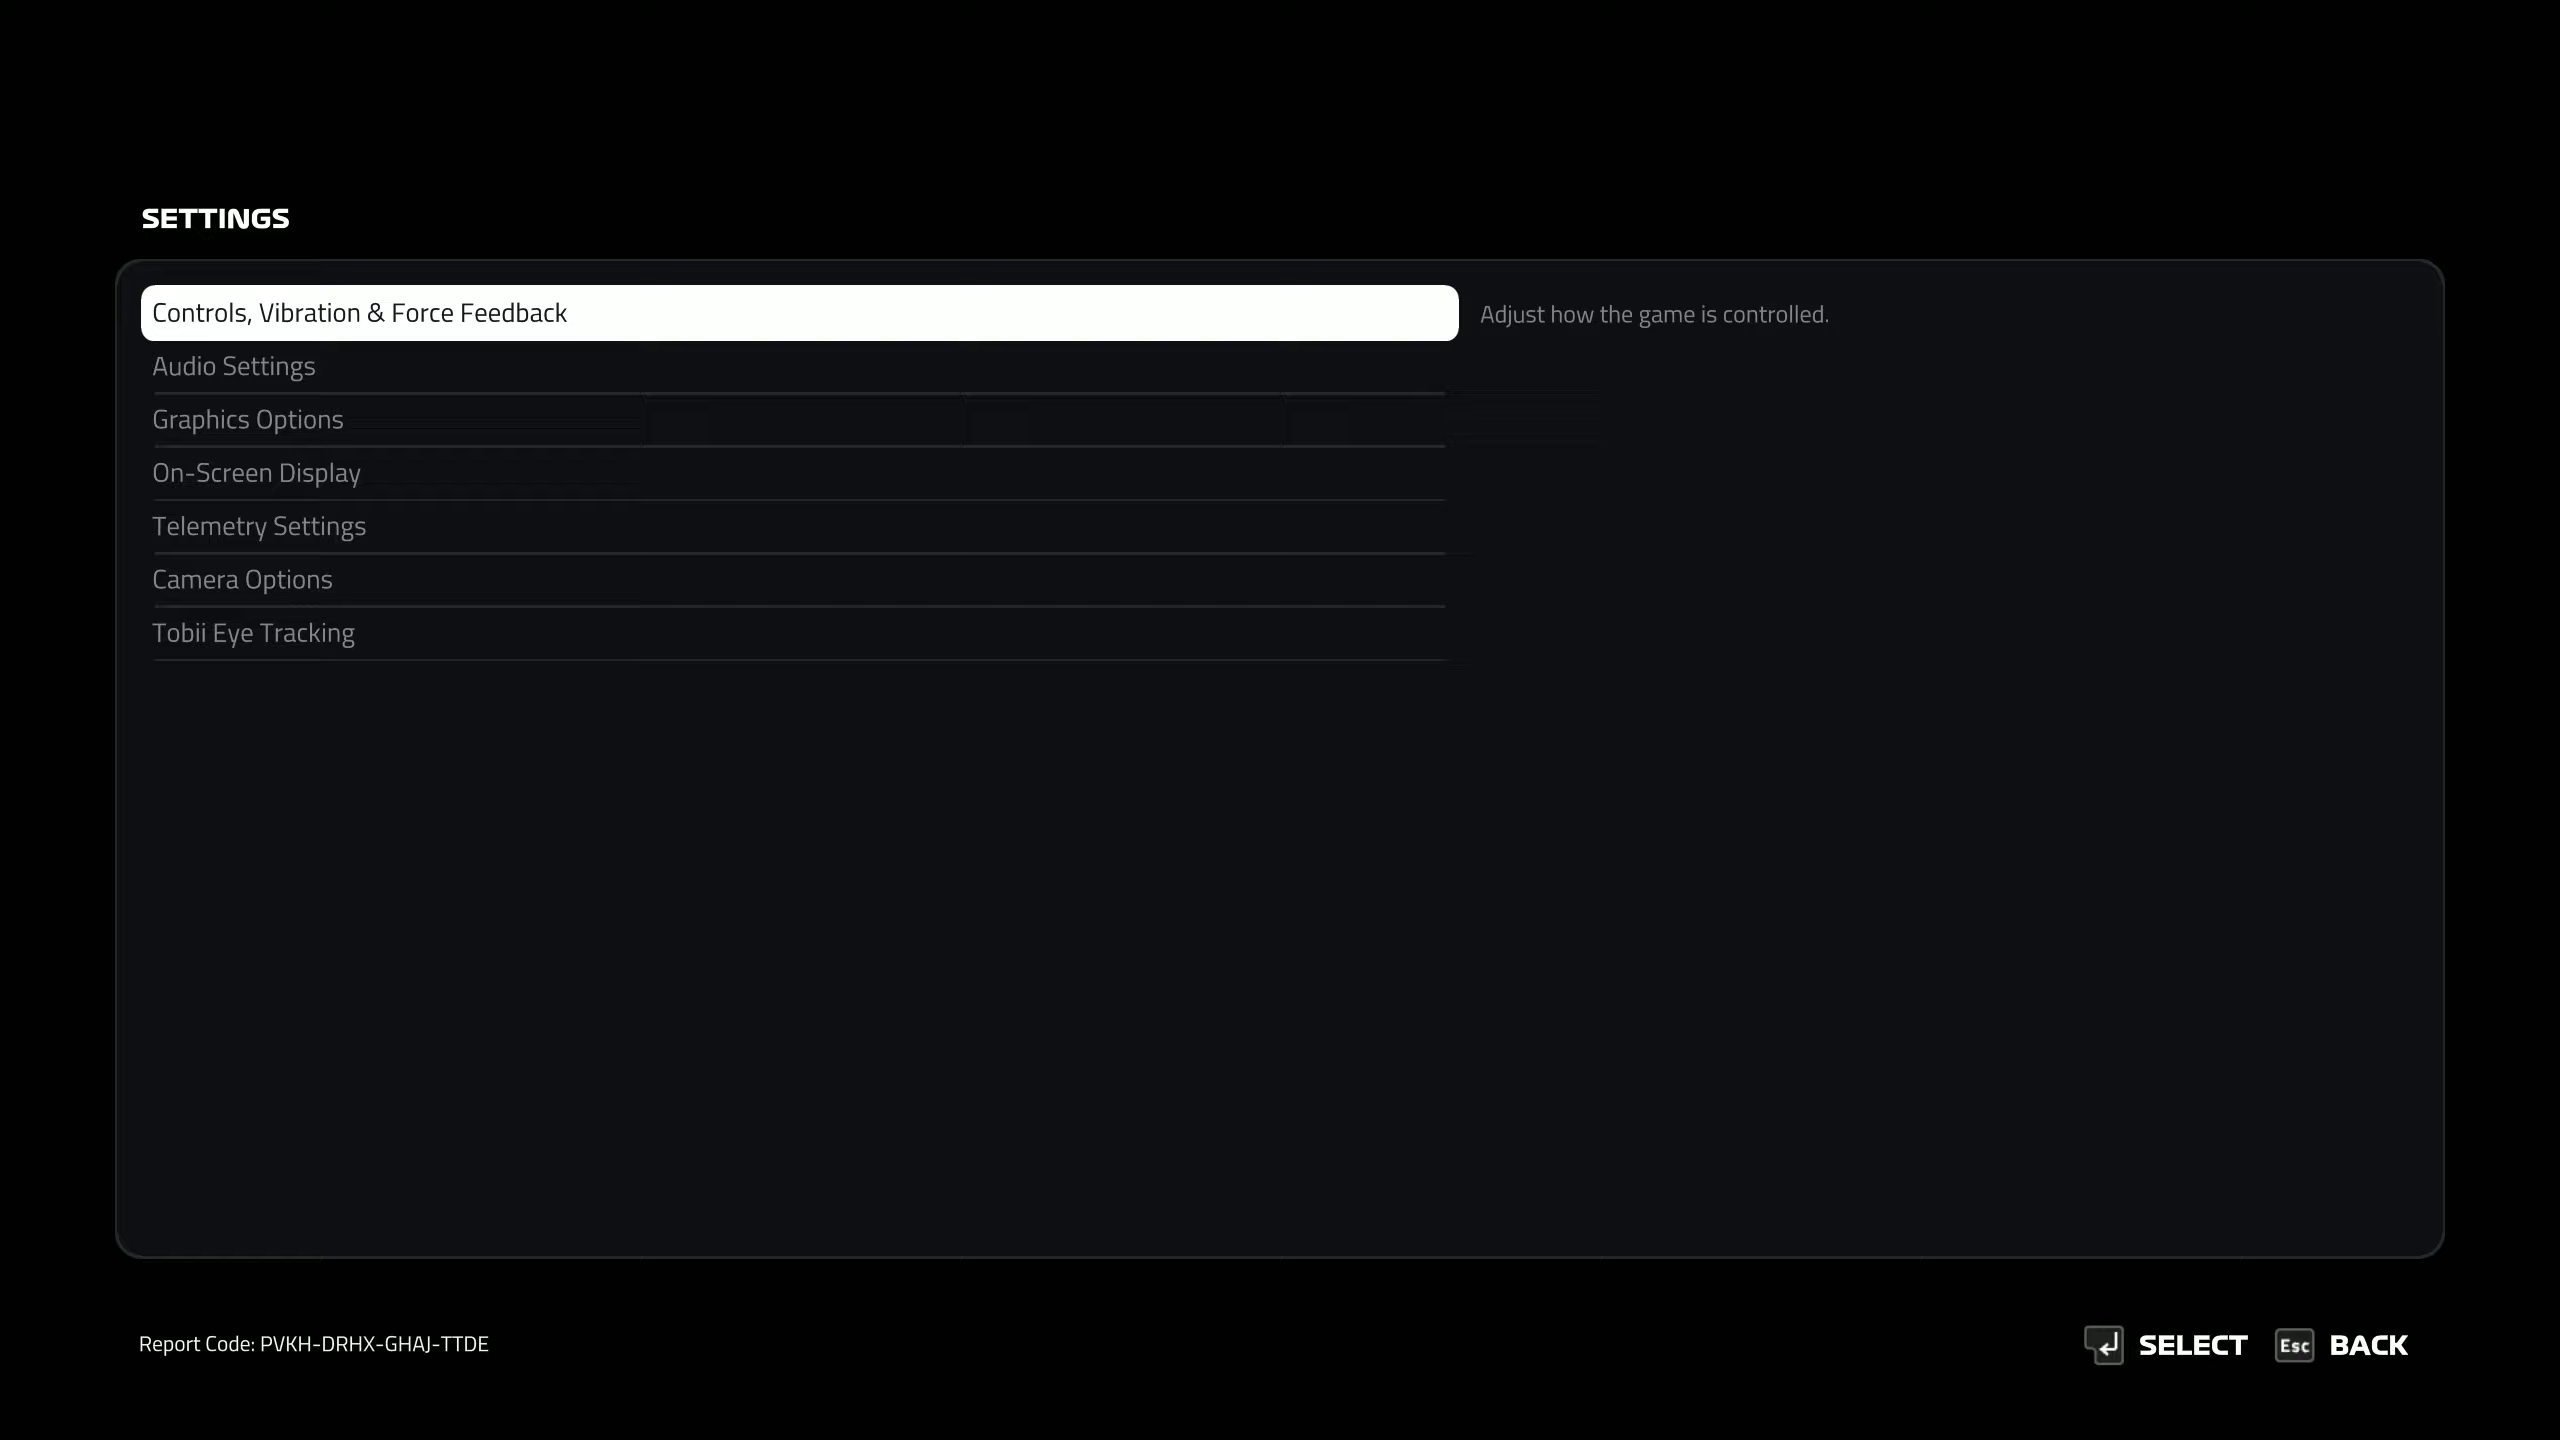 SETTINGS
Controls, Vibration & Force Feedback
Adjust how the game is controlled.
Audio Settings
Graphics Options
On-Screen Display
Telemetry Settings
Camera Options
Tobii Eye Tracking
Report Code: PVKH-DRHX-GHAJ-TTDE
SELECT Esc BACK